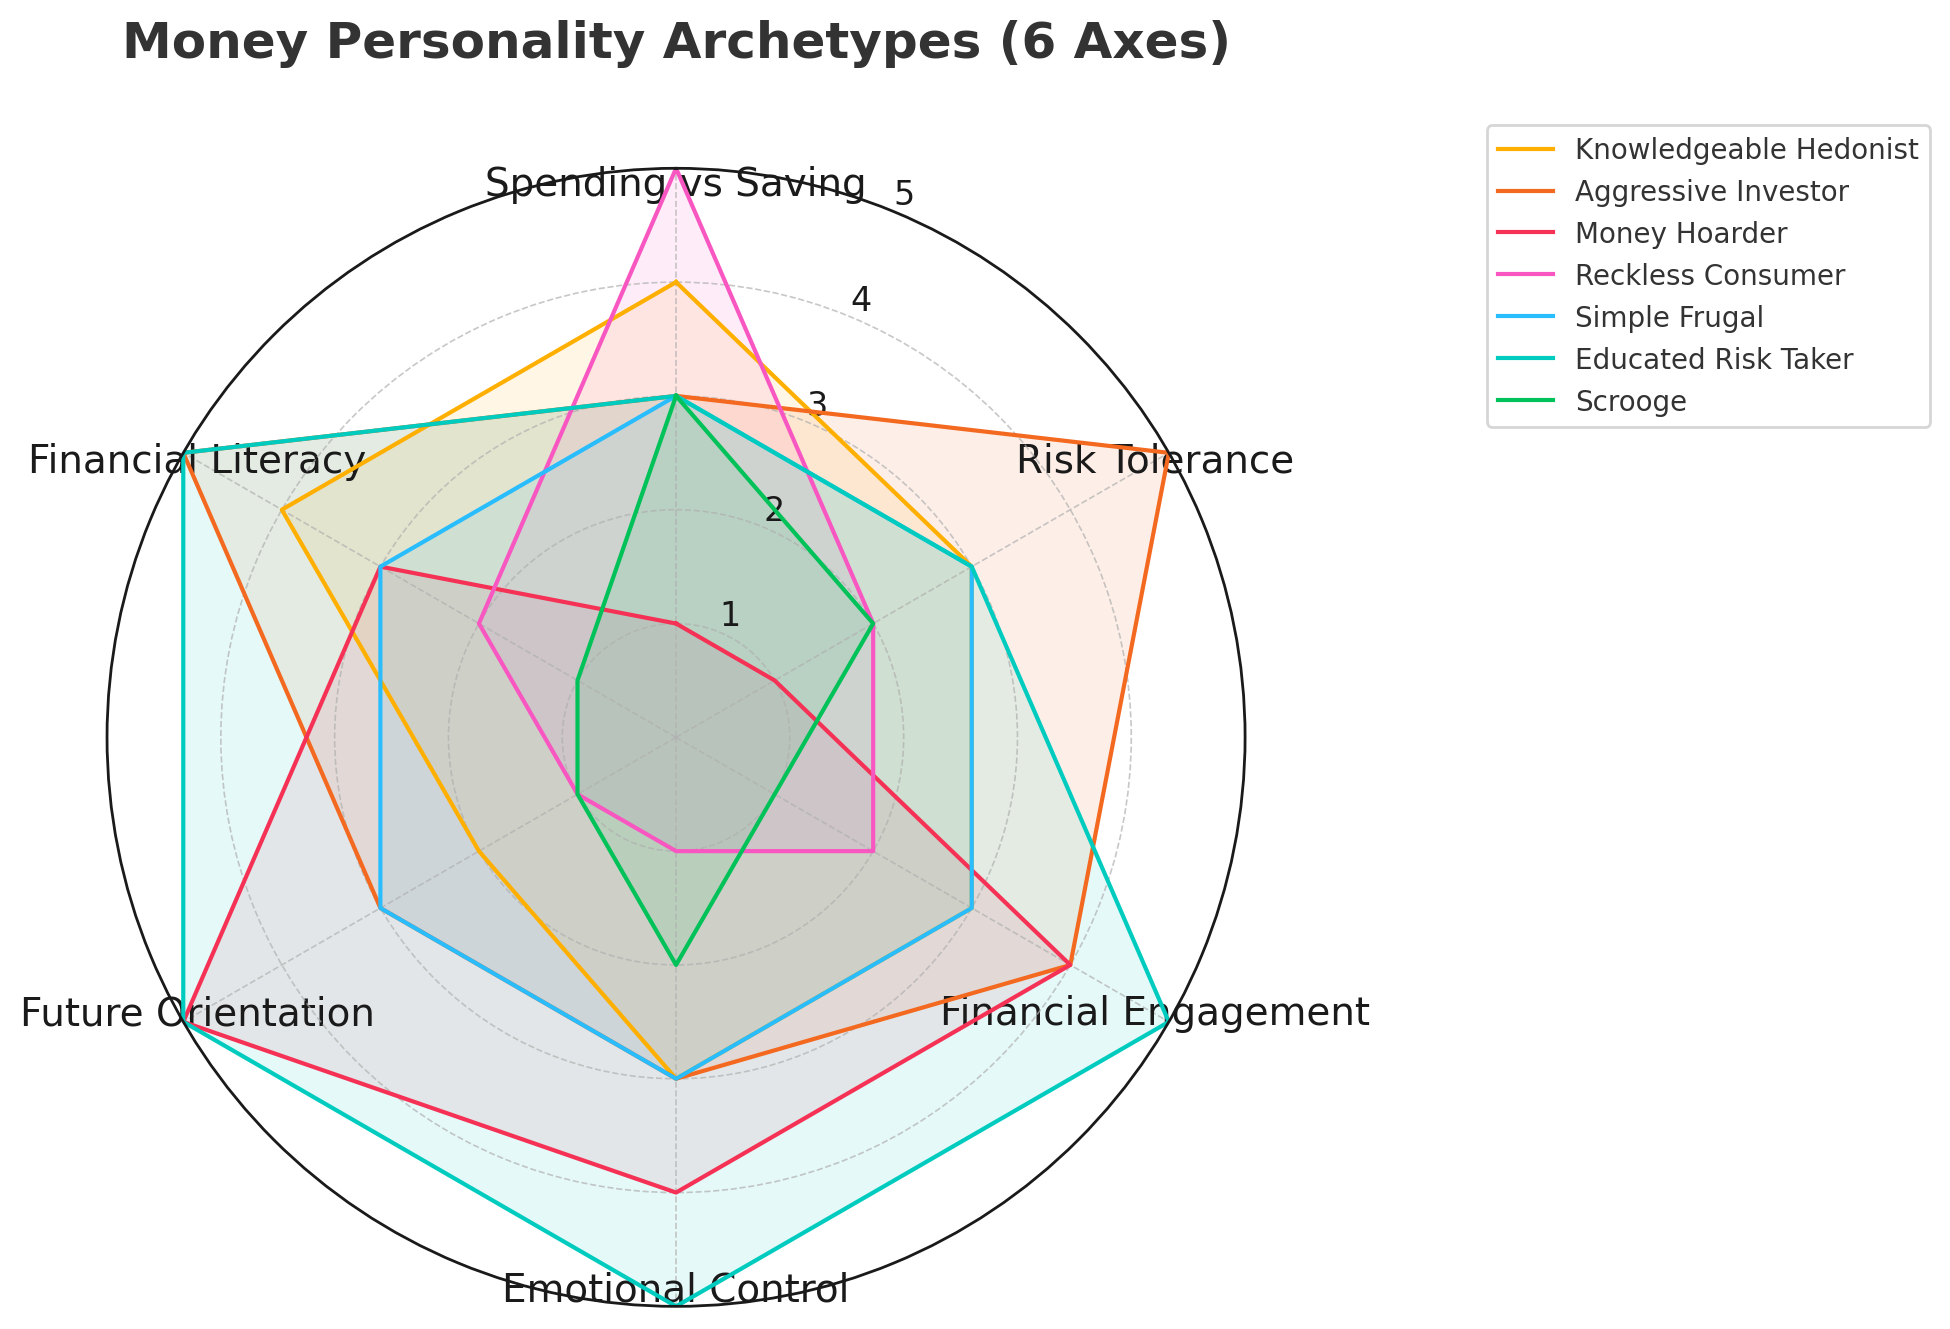 Money Personality Archetypes (6 Axes)
Knowledgeable Hedonist
Aggressive Investor
Money Hoarder
Reckless Consumer
Simple Frugal
Educated Risk Taker
Scrooge
Spending vs Saving
5
4
3
2
1
Financial Literacy
Risk Tolerance
Future Orientation
Financial Engagement
Emotional Control